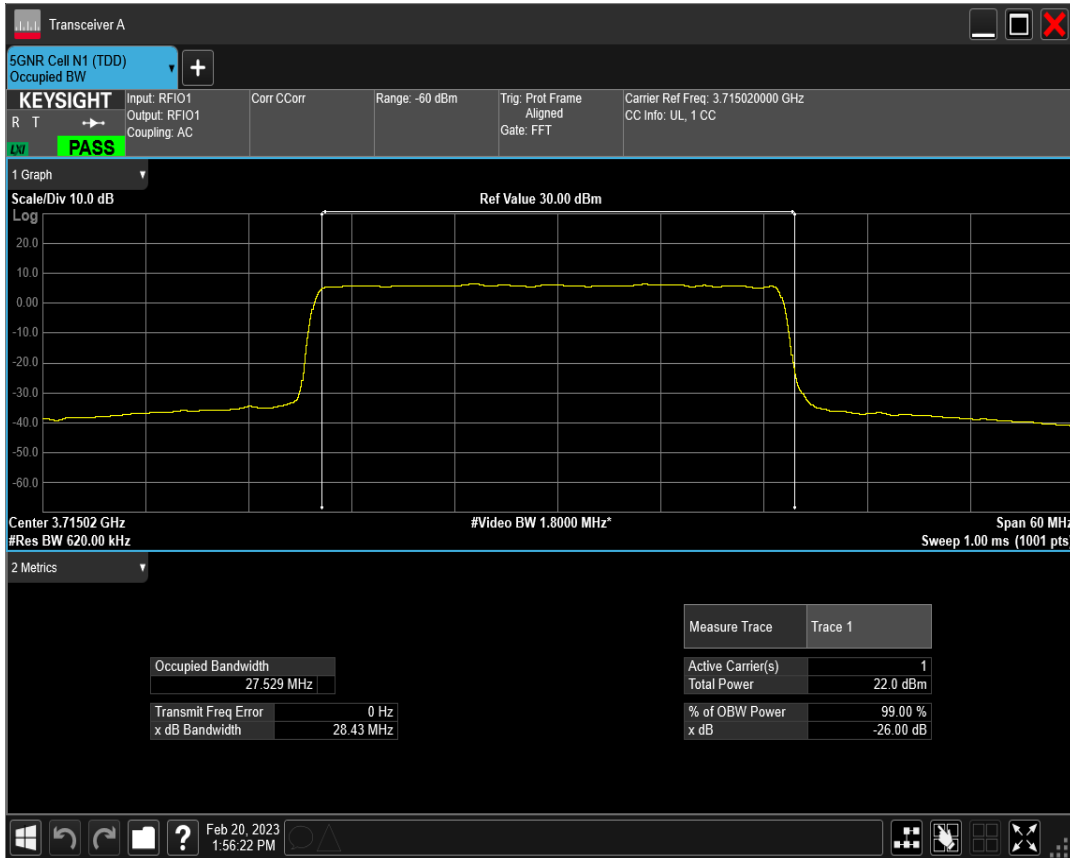 Transceiver A
5GNR Cell N1 (TDD)
Occupied BW
+
KEYSIGHT
R T
LXI
PASS
Input: RFIO1
Output: RFIO1
Coupling: AC
Corr CCorr
Range: -60 dBm
Trig: Prot Frame
Aligned
Gate: FFT
Carrier Ref Freq: 3.715020000 GHz
CC Info: UL, 1 CC
1 Graph
Scale/Div 10.0 dB
Ref Value 30.00 dBm
Log
20.0
10.0
0.00
-10.0
-20.0
-30.0
-40.0
-50.0
-60.0
Center 3.71502 GHz
#Video BW 1.8000 MHz*
Span 60 MHz
#Res BW 620.00 kHz
Sweep 1.00 ms (1001 pts)
2 Metrics
Measure Trace Trace 1
Occupied Bandwidth
27.529 MHz
Active Carrier(s) 1
Total Power 22.0 dBm
Transmit Freq Error 0 Hz
x dB Bandwidth 28.43 MHz
% of OBW Power 99.00 %
x dB -26.00 dB
?
Feb 20, 2023
1:56:22 PM